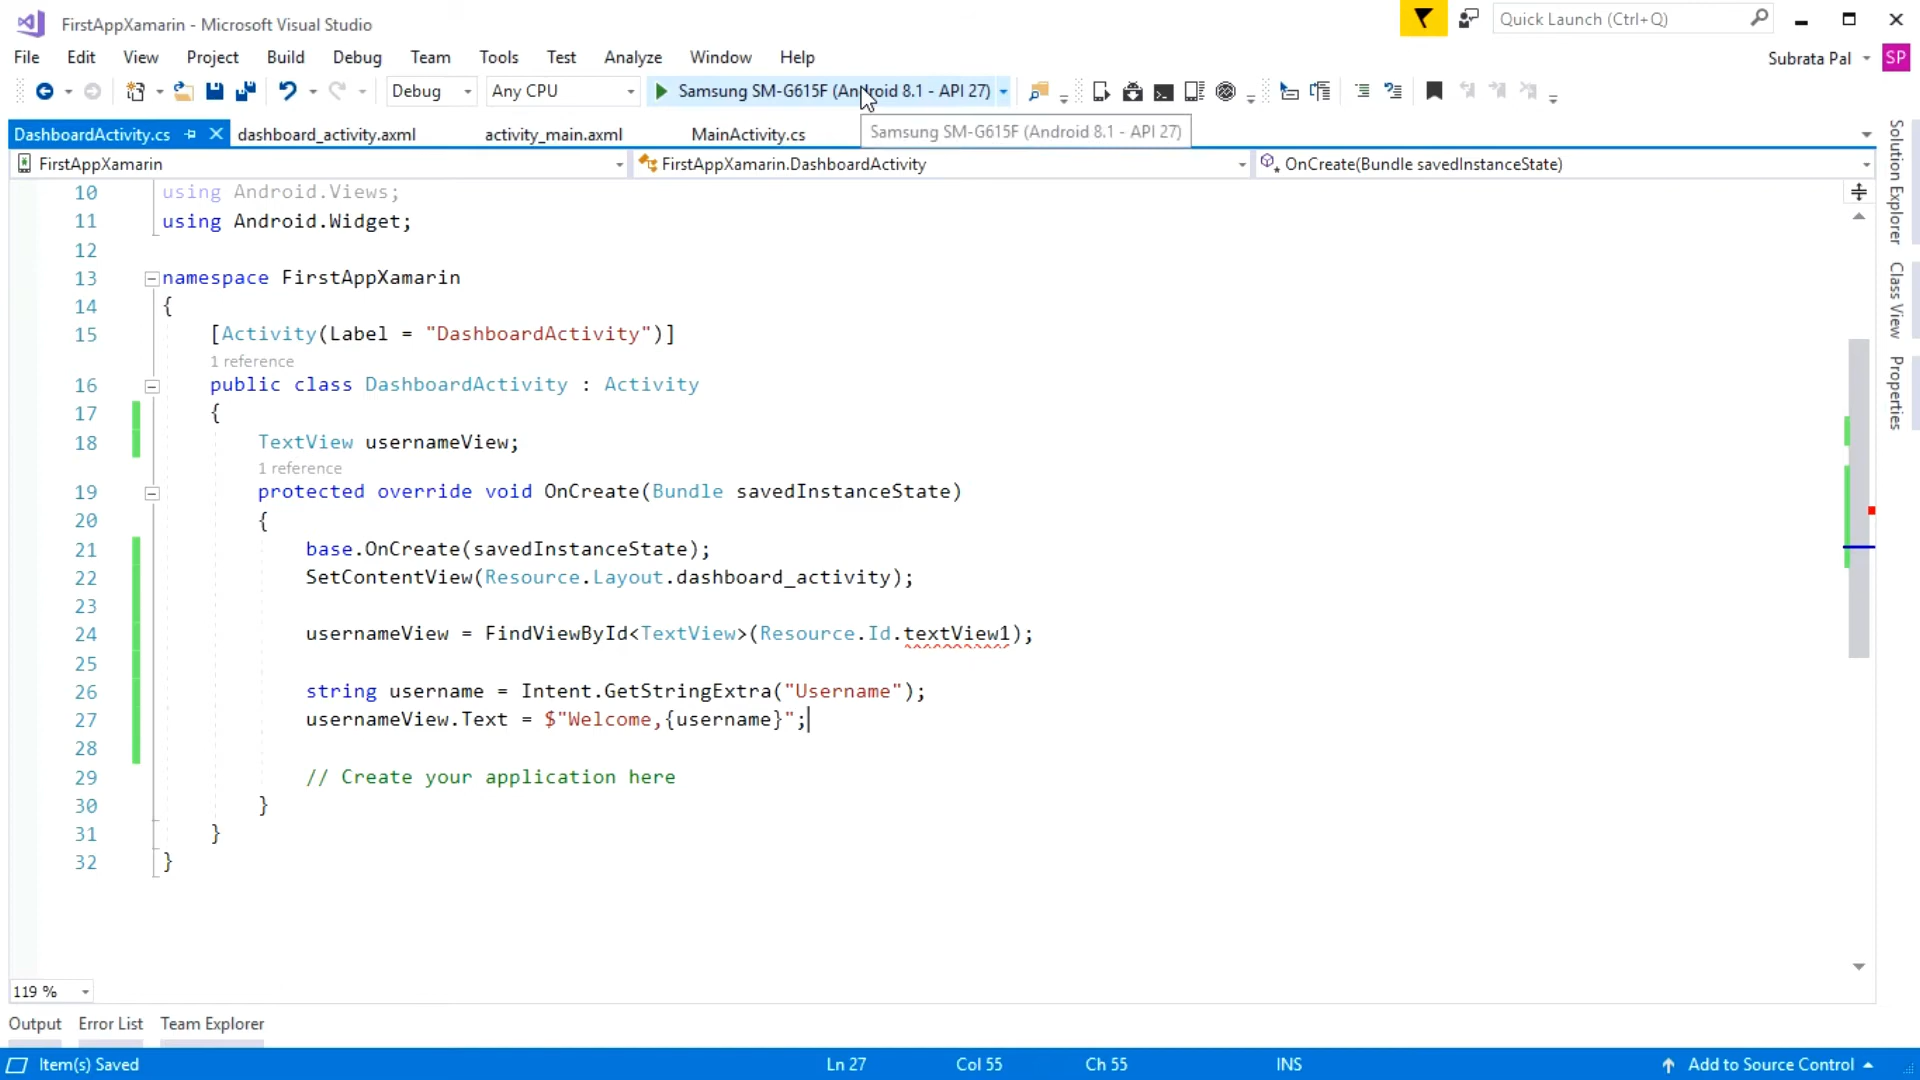 FirstAppXamarin - Microsoft Visual Studio
Quick Launch (Ctrl+Q)
File Edit View Project Build Debug Team Tools Test Analyze Window Help
Subrata Pal SP
Debug Any CPU Samsung SM-G615F (Android 8.1 - API 27)
DashboardActivity.cs dashboard_activity.axml activity_main.axml MainActivity.cs
Samsung SM-G615F (Android 8.1 - API 27)
FirstAppXamarin FirstAppXamarin.DashboardActivity OnCreate(Bundle savedInstanceState)
10 using Android.Views;
11 using Android.Widget;
12
13 namespace FirstAppXamarin
14 {
15 [Activity(Label = "DashboardActivity")]
1 reference
16 public class DashboardActivity : Activity
17 {
18 TextView usernameView;
1 reference
19 protected override void OnCreate(Bundle savedInstanceState)
20 {
21 base.OnCreate(savedInstanceState);
22 SetContentView(Resource.Layout.dashboard_activity);
23
24 usernameView = FindViewById<TextView>(Resource.Id.textView1);
25
26 string username = Intent.GetStringExtra("Username");
27 usernameView.Text = $"Welcome,{username}";
28
29 // Create your application here
30 }
31 }
32 }
Solution Explorer
Class View
Properties
119 %
Output Error List Team Explorer
Item(s) Saved Ln 27 Col 55 Ch 55 INS Add to Source Control